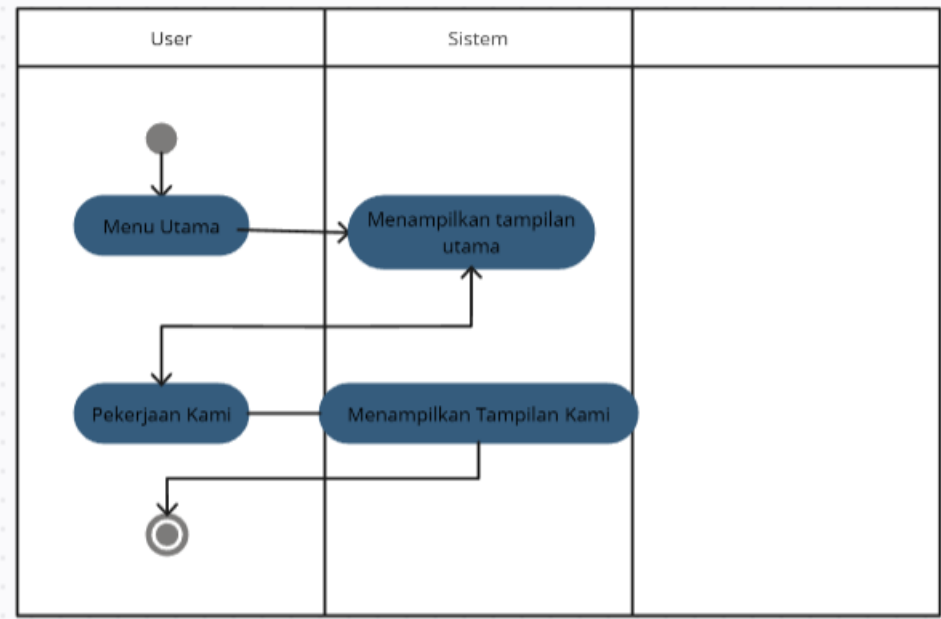 User
Sistem
Menu Utama
Menampilkan tampilan
utama
Pekerjaan Kami
Menampilkan Tampilan Kami